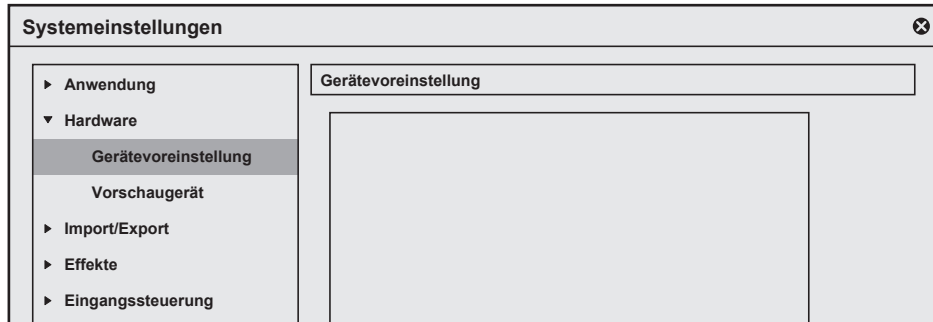 Systemeinstellungen
Anwendung
Hardware
Gerätevoreinstellung
Vorschaugerät
Import/Export
Effekte
Eingangssteuerung
Gerätevoreinstellung